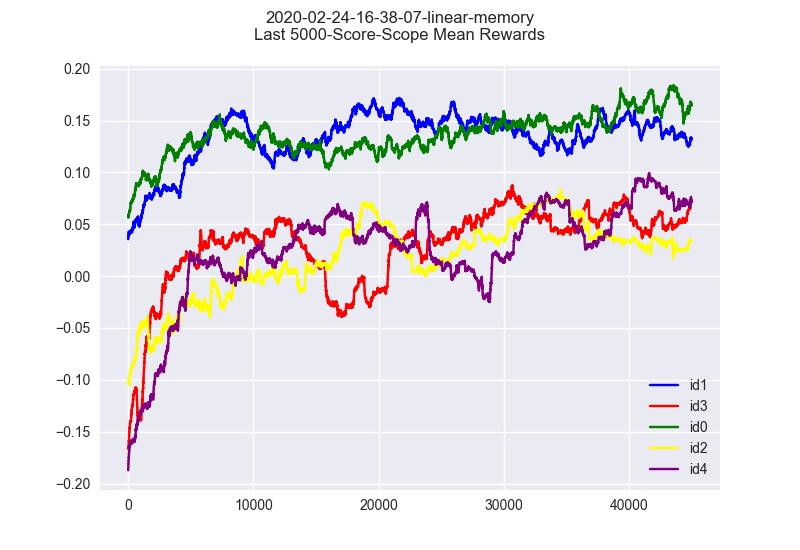 2020-02-24-16-38-07-linear-memory
Last 5000-Score-Scope Mean Rewards
0.20
0.15
0.10
0.05
0.00
−0.05
−0.10
−0.15
−0.20
0
10000
20000
30000
40000
id1
id3
id0
id2
id4